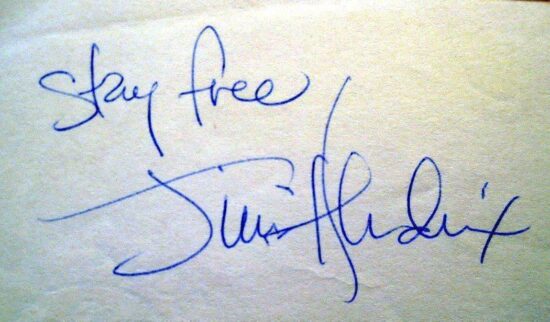 Stay free
Jimi Hendrix